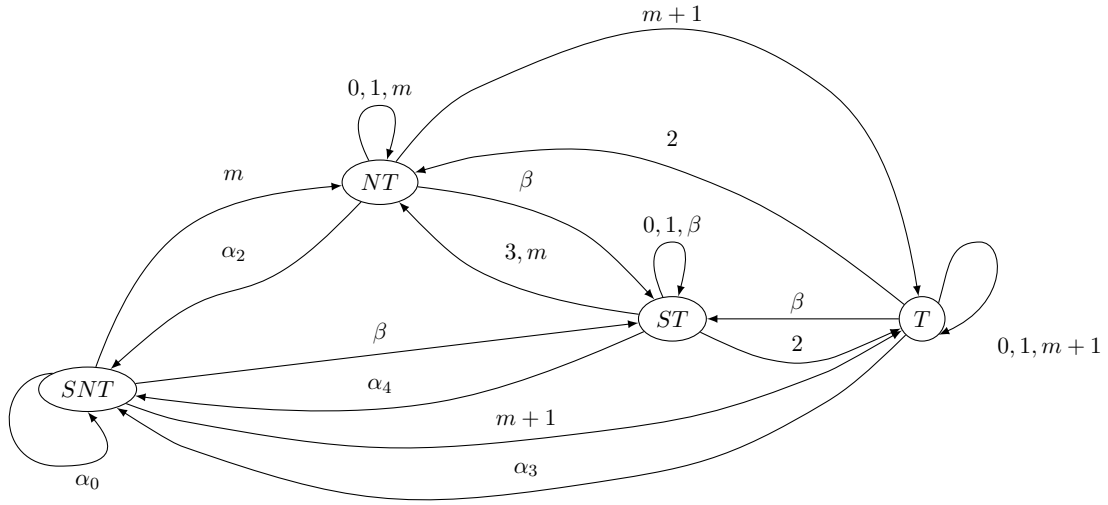 m + 1
0, 1, m
2
m
NT
β
α₂
3, m
0, 1, β
β
ST
T
β
2
0, 1, m + 1
SNT
α₄
m + 1
α₃
α₀